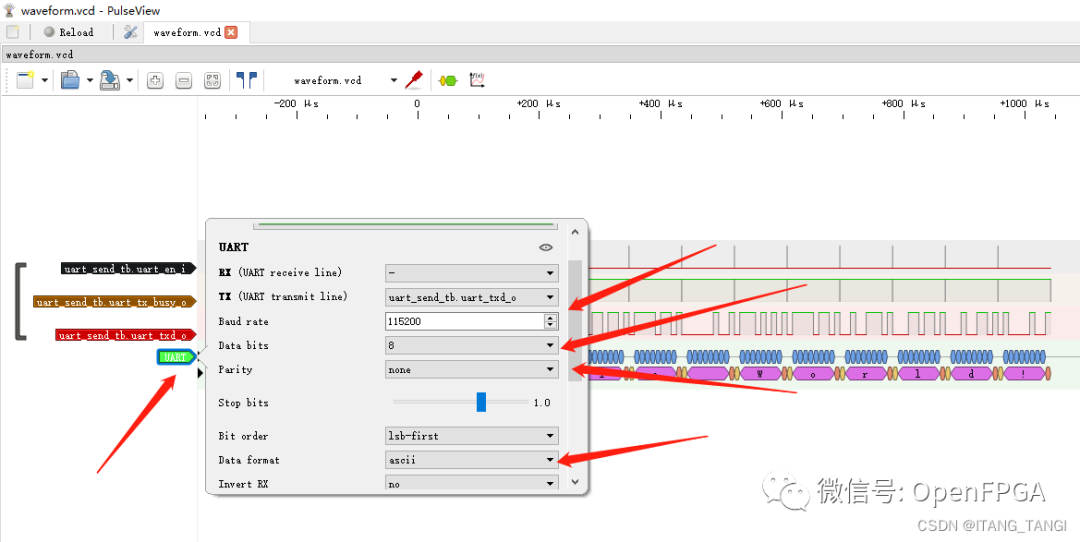 waveform.vcd - PulseView
Reload
waveform.vcd
waveform.vcd
waveform.vcd
-200 μs 0 +200 μs +400 μs +600 μs +800 μs +1000 μs
UART
RX (UART receive line) -
TX (UART transmit line) uart_send_tb.uart_txd_o
Baud rate 115200
Data bits 8
Parity none
Stop bits 1.0
Bit order lsb-first
Data format ascii
Invert RX no
uart_send_tb.uart_en_i
uart_send_tb.uart_tx_busy_o
uart_send_tb.uart_txd_o
UART
W o r l d !
微信号: OpenFPGA
CSDN @ITANG_TANGI